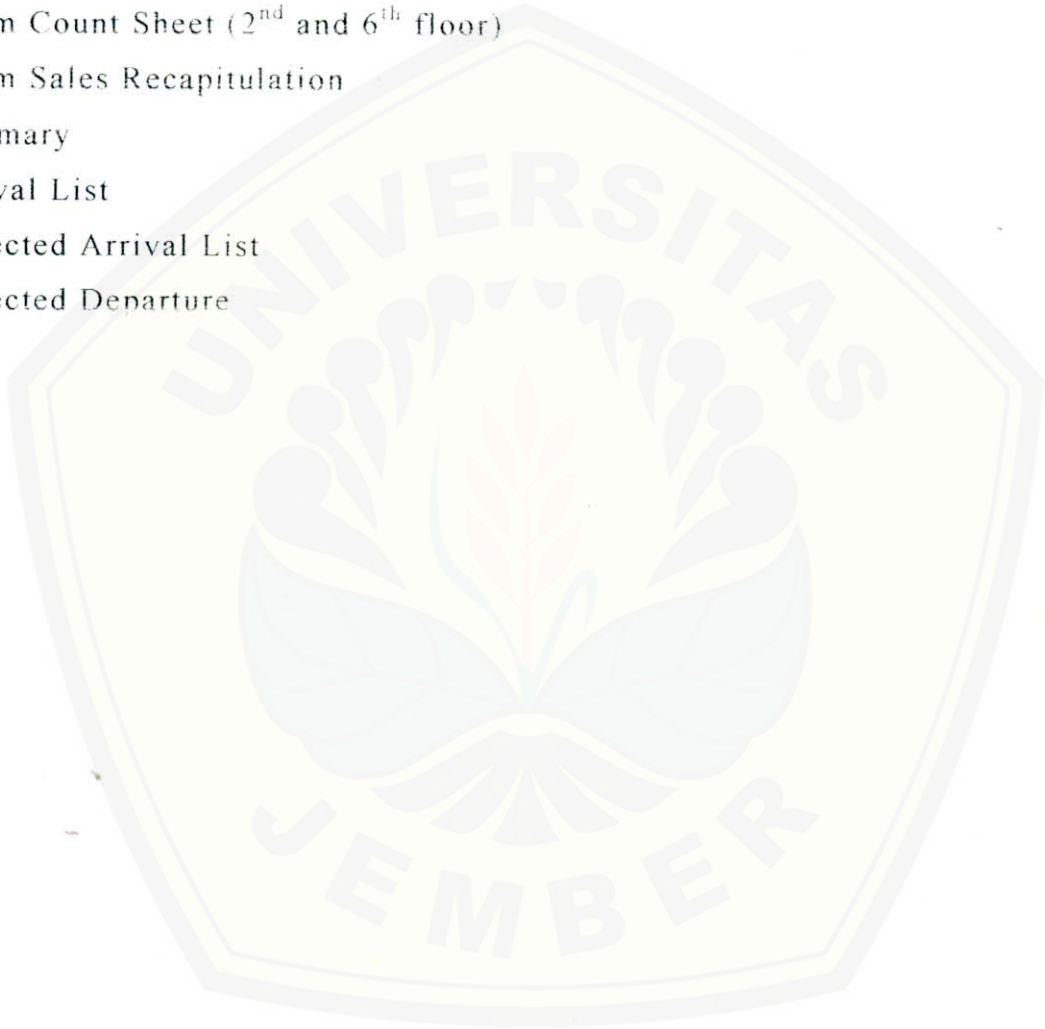 m Count Sheet (2nd and 6th floor)
m Sales Recapitulation
mary
val List
ected Arrival List
ected Departure
UNIVERSITAS
JEMBER